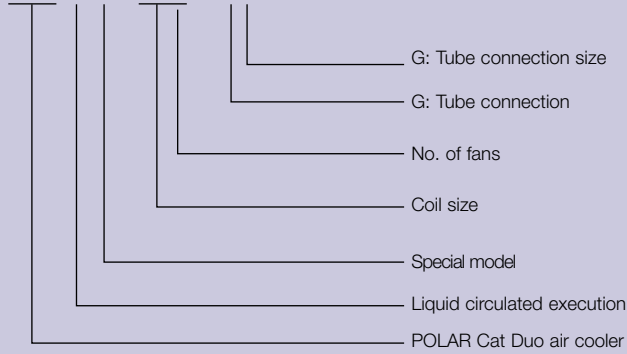 G: Tube connection size
G: Tube connection
No. of fans
Coil size
Special model
Liquid circulated execution
POLAR Cat Duo air cooler